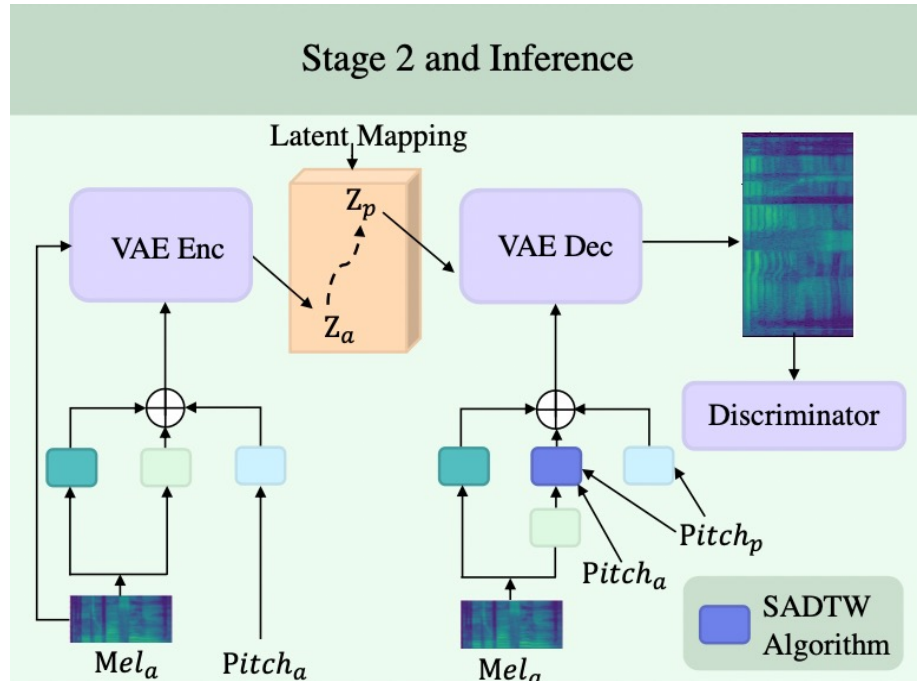 Stage 2 and Inference
Latent Mapping
VAE Enc
Z_p
Z_a
VAE Dec
Discriminator
Pitch_p
Pitch_a
Mel_a
Pitch_a
Mel_a
SADTW
Algorithm